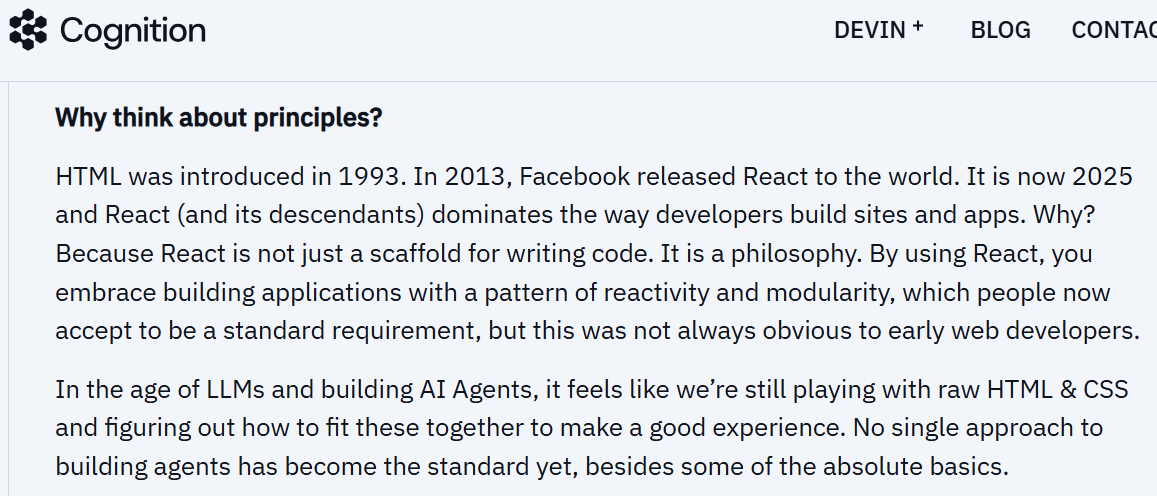 Cognition
DEVIN +
BLOG
Why think about principles?
HTML was introduced in 1993. In 2013, Facebook released React to the world. It is now 2025
and React (and its descendants) dominates the way developers build sites and apps. Why?
Because React is not just a scaffold for writing code. It is a philosophy. By using React, you
embrace building applications with a pattern of reactivity and modularity, which people now
accept to be a standard requirement, but this was not always obvious to early web developers.
In the age of LLMs and building AI Agents, it feels like we’re still playing with raw HTML & CSS
and figuring out how to fit these together to make a good experience. No single approach to
building agents has become the standard yet, besides some of the absolute basics.